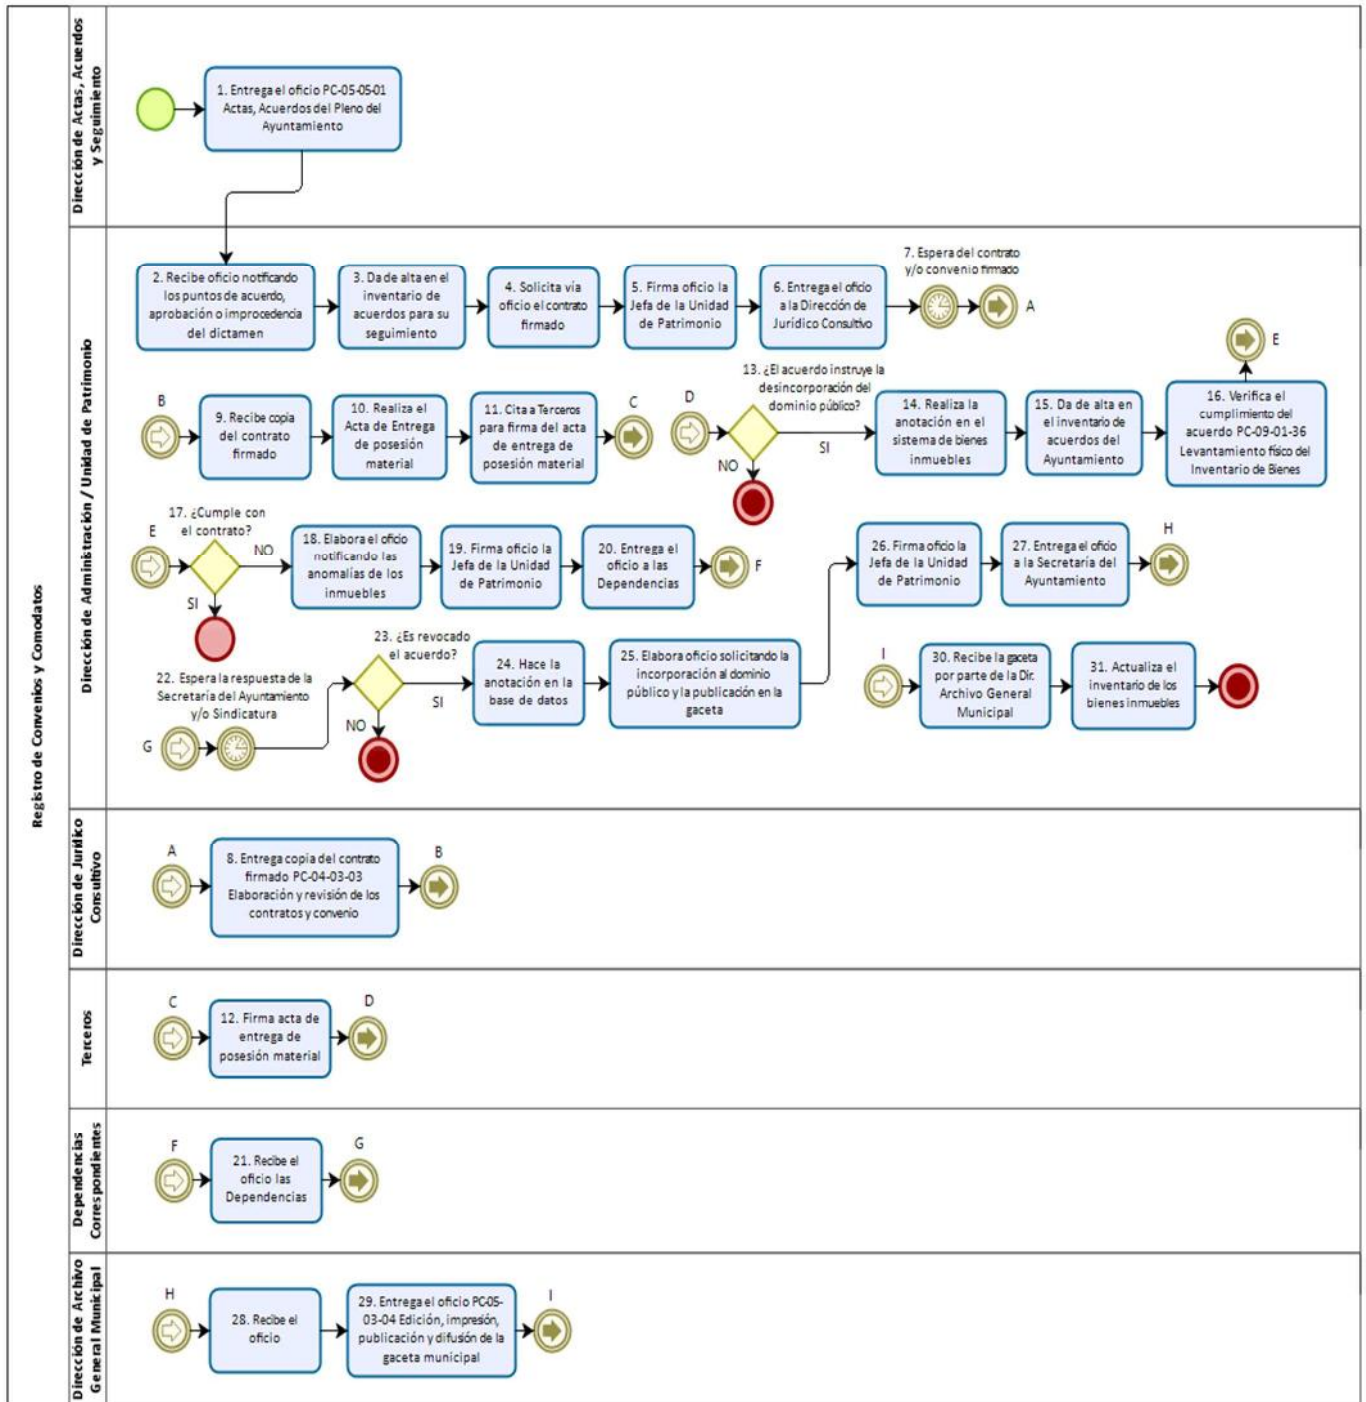 Registro de Convenios y Comodatos
Dirección de Actas, Acuerdos
y Seguimiento
1. Entrega el oficio PC-05-05-01
Actas, Acuerdos del Pleno del
Ayuntamiento
Dirección de Administración / Unidad de Patrimonio
2. Recibe oficio notificando
los puntos de acuerdo,
aprobación o improcedencia
del dictamen
3. Da de alta en el
inventario de
acuerdos para su
seguimiento
4. Solicita vía
oficio el contrato
firmado
5. Firma oficio la
Jefa de la Unidad
de Patrimonio
6. Entrega el oficio
a la Dirección de
Jurídico Consultivo
7. Espera del contrato
y/o convenio firmado
A
B
9. Recibe copia
del contrato
firmado
10. Realiza el
Acta de Entrega
de posesión
material
11. Cita a Terceros
para firma del acta
de entrega de
posesión material
C
D
13. ¿El acuerdo instruye la
desincorporación del
dominio público?
SI
NO
14. Realiza la
anotación en el
sistema de bienes
inmuebles
15. Da de alta en
el inventario de
acuerdos del
Ayuntamiento
16. Verifica el
cumplimiento del
acuerdo PC-09-01-36
Levantamiento físico del
Inventario de Bienes
E
E
17. ¿Cumple con
el contrato?
NO
SI
18. Elabora el oficio
notificando las
anomalías de los
inmuebles
19. Firma oficio la
Jefa de la Unidad
de Patrimonio
20. Entrega el
oficio a las
Dependencias
F
22. Espera la respuesta de la
Secretaría del Ayuntamiento
y/o Sindicatura
G
23. ¿Es revocado
el acuerdo?
SI
NO
24. Hace la
anotación en la
base de datos
25. Elabora oficio solicitando la
incorporación al dominio
público y la publicación en la
gaceta
26. Firma oficio la
Jefa de la Unidad
de Patrimonio
27. Entrega el oficio
a la Secretaría del
Ayuntamiento
H
I
30. Recibe la gaceta
por parte de la Dir.
Archivo General
Municipal
31. Actualiza el
inventario de los
bienes inmuebles
Dirección de Jurídico
Consultivo
A
8. Entrega copia del contrato
firmado PC-04-03-03
Elaboración y revisión de los
contratos y convenio
B
Terceros
C
12. Firma acta de
entrega de
posesión material
D
Dependencias
Correspondientes
F
21. Recibe el
oficio las
Dependencias
G
Dirección de Archivo
General Municipal
H
28. Recibe el
oficio
29. Entrega el oficio PC-05-
03-04 Edición, impresión,
publicación y difusión de la
gaceta municipal
I